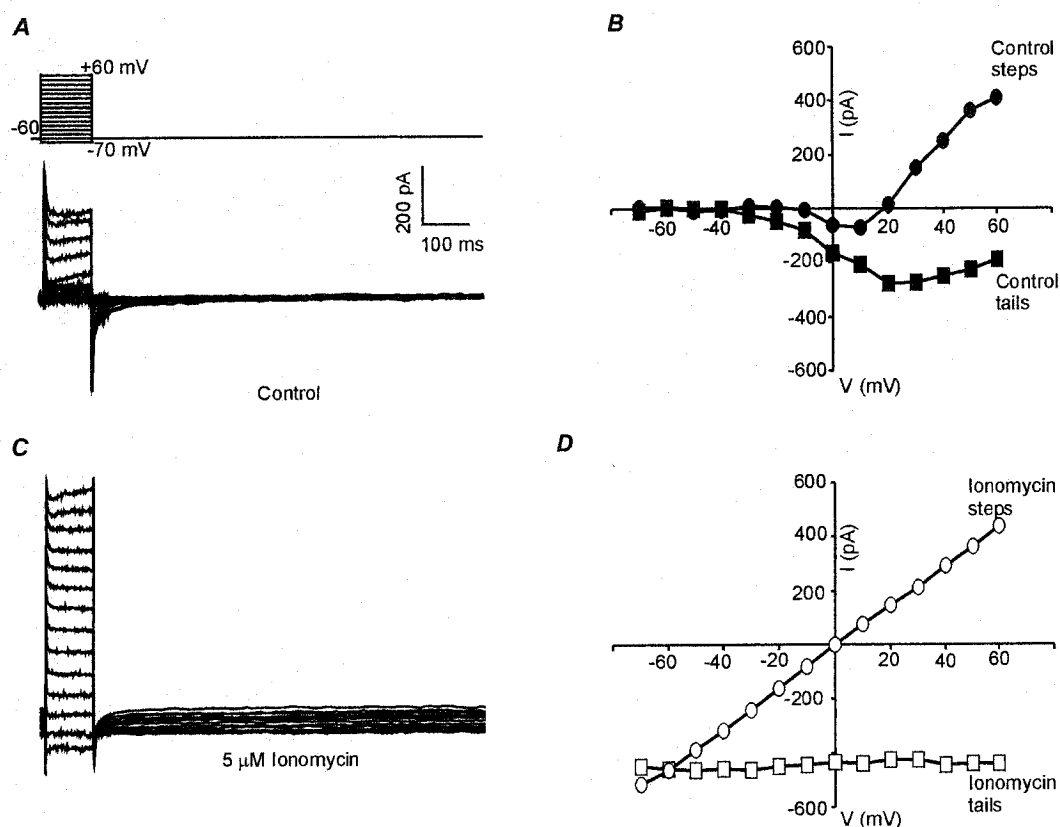 A
+60 mV
-60
-70 mV
200 pA
100 ms
Control
B
600
400
200
-200
-400
-600
I (pA)
-60
-40
-20
20
40
60
V (mV)
Control
steps
Control
tails
C
5 µM Ionomycin
D
600
400
200
-200
-600
I (pA)
-60
-40
-20
20
40
60
V (mV)
Ionomycin
steps
Ionomycin
tails